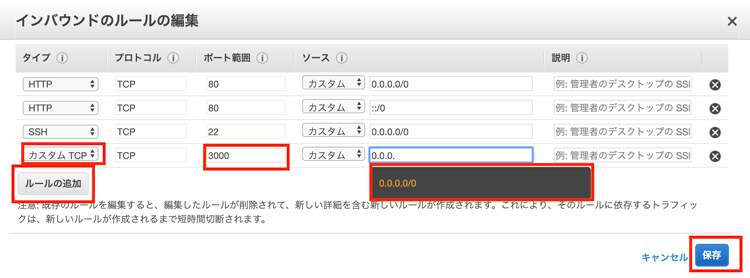 インバウンドのルールの編集
タイプ プロトコル ポート範囲 ソース 説明
HTTP TCP 80 カスタム 0.0.0.0/0 例: 管理者のデスクトップの SSI
HTTP TCP 80 カスタム ::/0 例: 管理者のデスクトップの SSI
SSH TCP 22 カスタム 0.0.0.0/0 例: 管理者のデスクトップの SSI
カスタム TCP TCP 3000 カスタム 0.0.0. 例: 管理者のデスクトップの SSI
ルールの追加
0.0.0.0/0
注意: 既存のルールを編集すると、編集したルールが削除されて、新しい詳細を含む新しいルールが作成されます。これにより、そのルールに依存するトラフィッ
クは、新しいルールが作成されるまで短時間切断されます。
キャンセル 保存